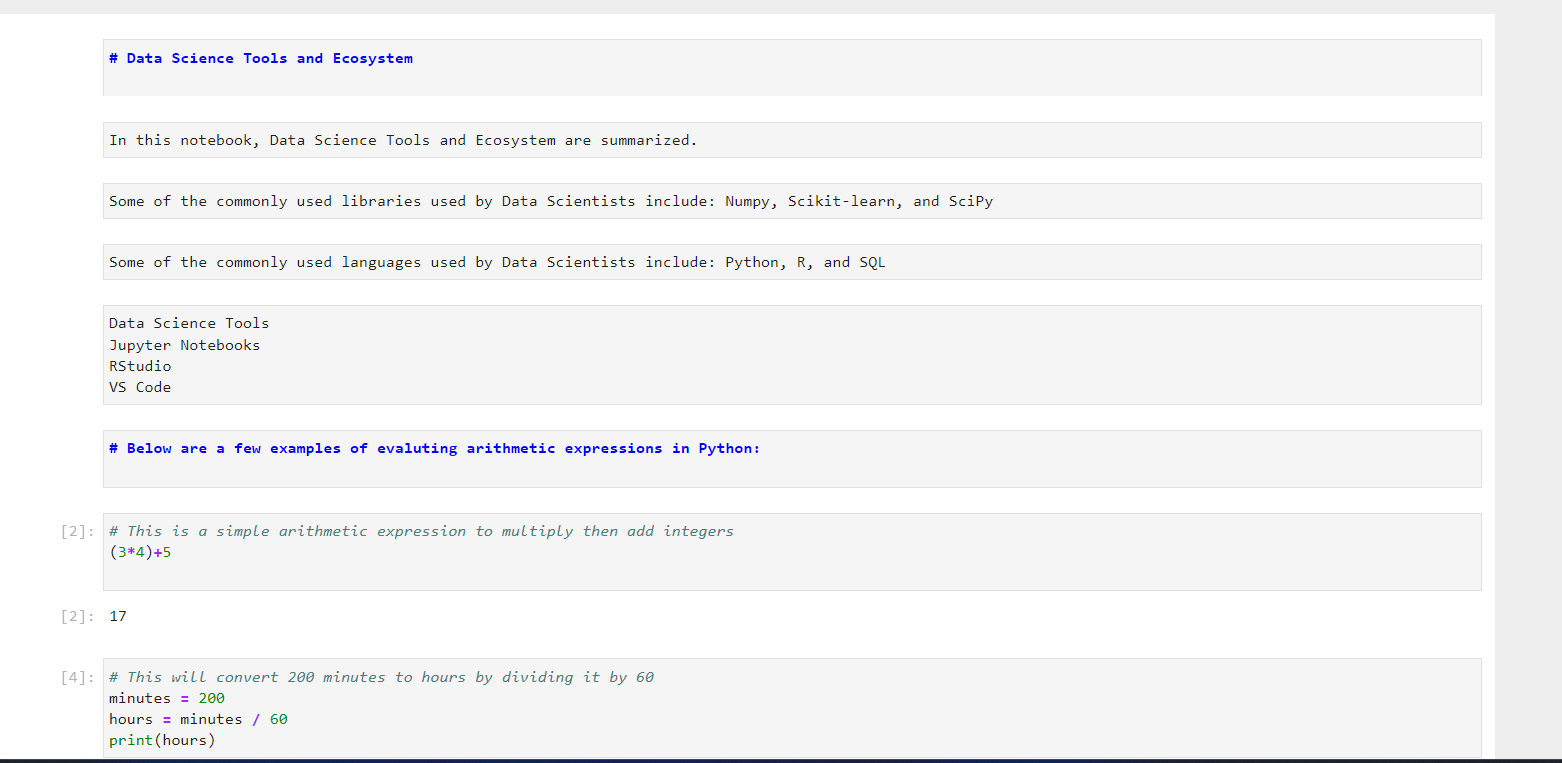 # Data Science Tools and Ecosystem
In this notebook, Data Science Tools and Ecosystem are summarized.
Some of the commonly used libraries used by Data Scientists include: Numpy, Scikit-learn, and SciPy
Some of the commonly used languages used by Data Scientists include: Python, R, and SQL
Data Science Tools
Jupyter Notebooks
RStudio
VS Code
# Below are a few examples of evaluting arithmetic expressions in Python:
[2]: # This is a simple arithmetic expression to multiply then add integers
(3*4)+5
[2]: 17
[4]: # This will convert 200 minutes to hours by dividing it by 60
minutes = 200
hours = minutes / 60
print(hours)